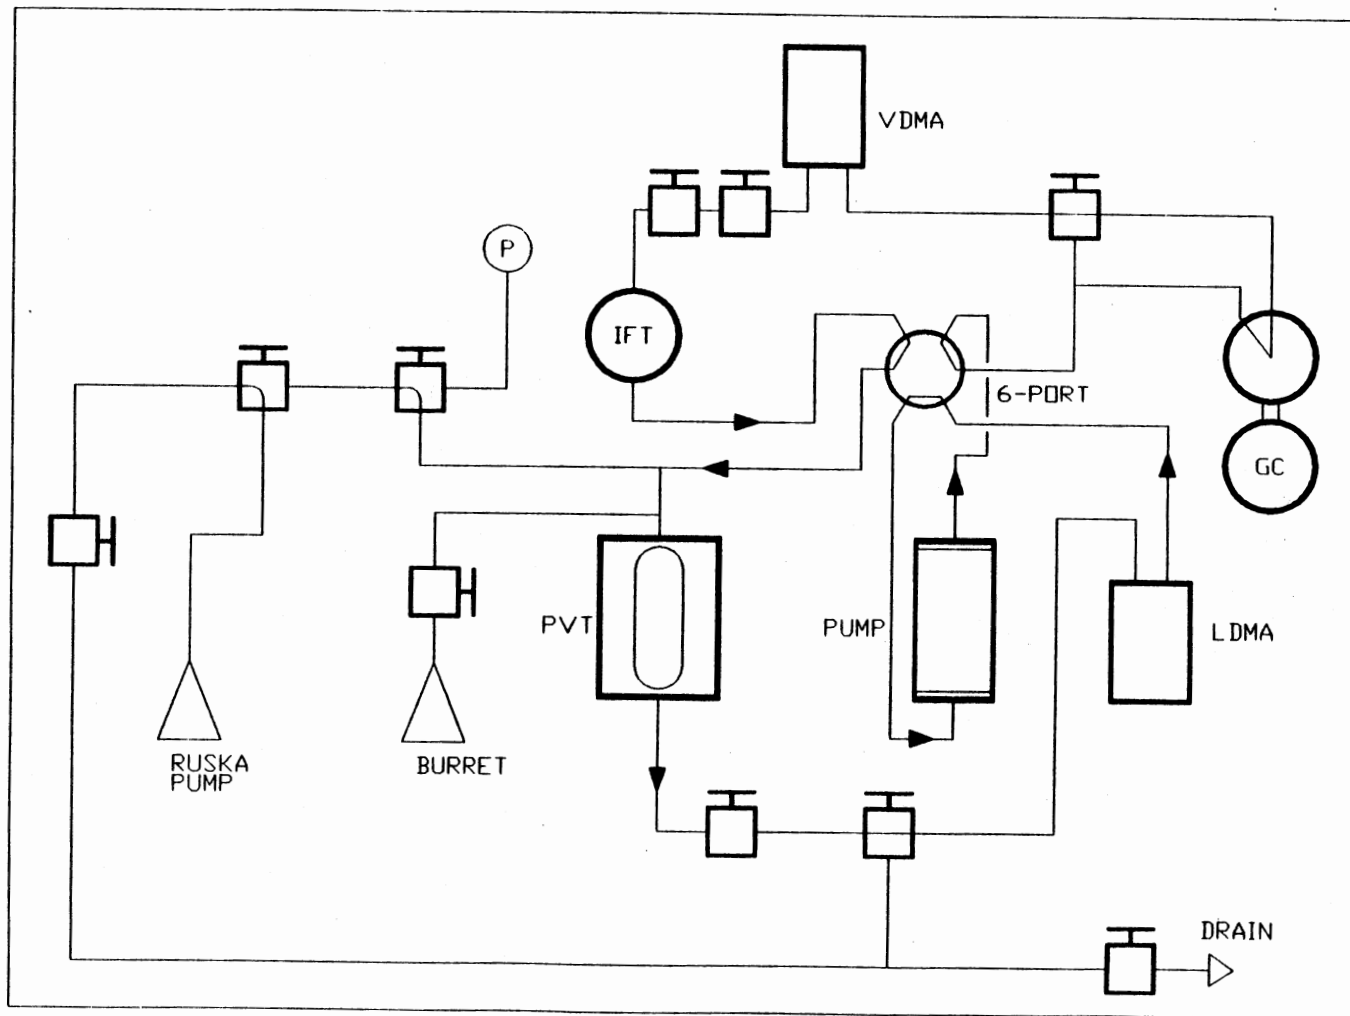 VDMA
P
IFT
6-PORT
GC
PVT
PUMP
LDMA
RUSKA
PUMP
BURRET
DRAIN